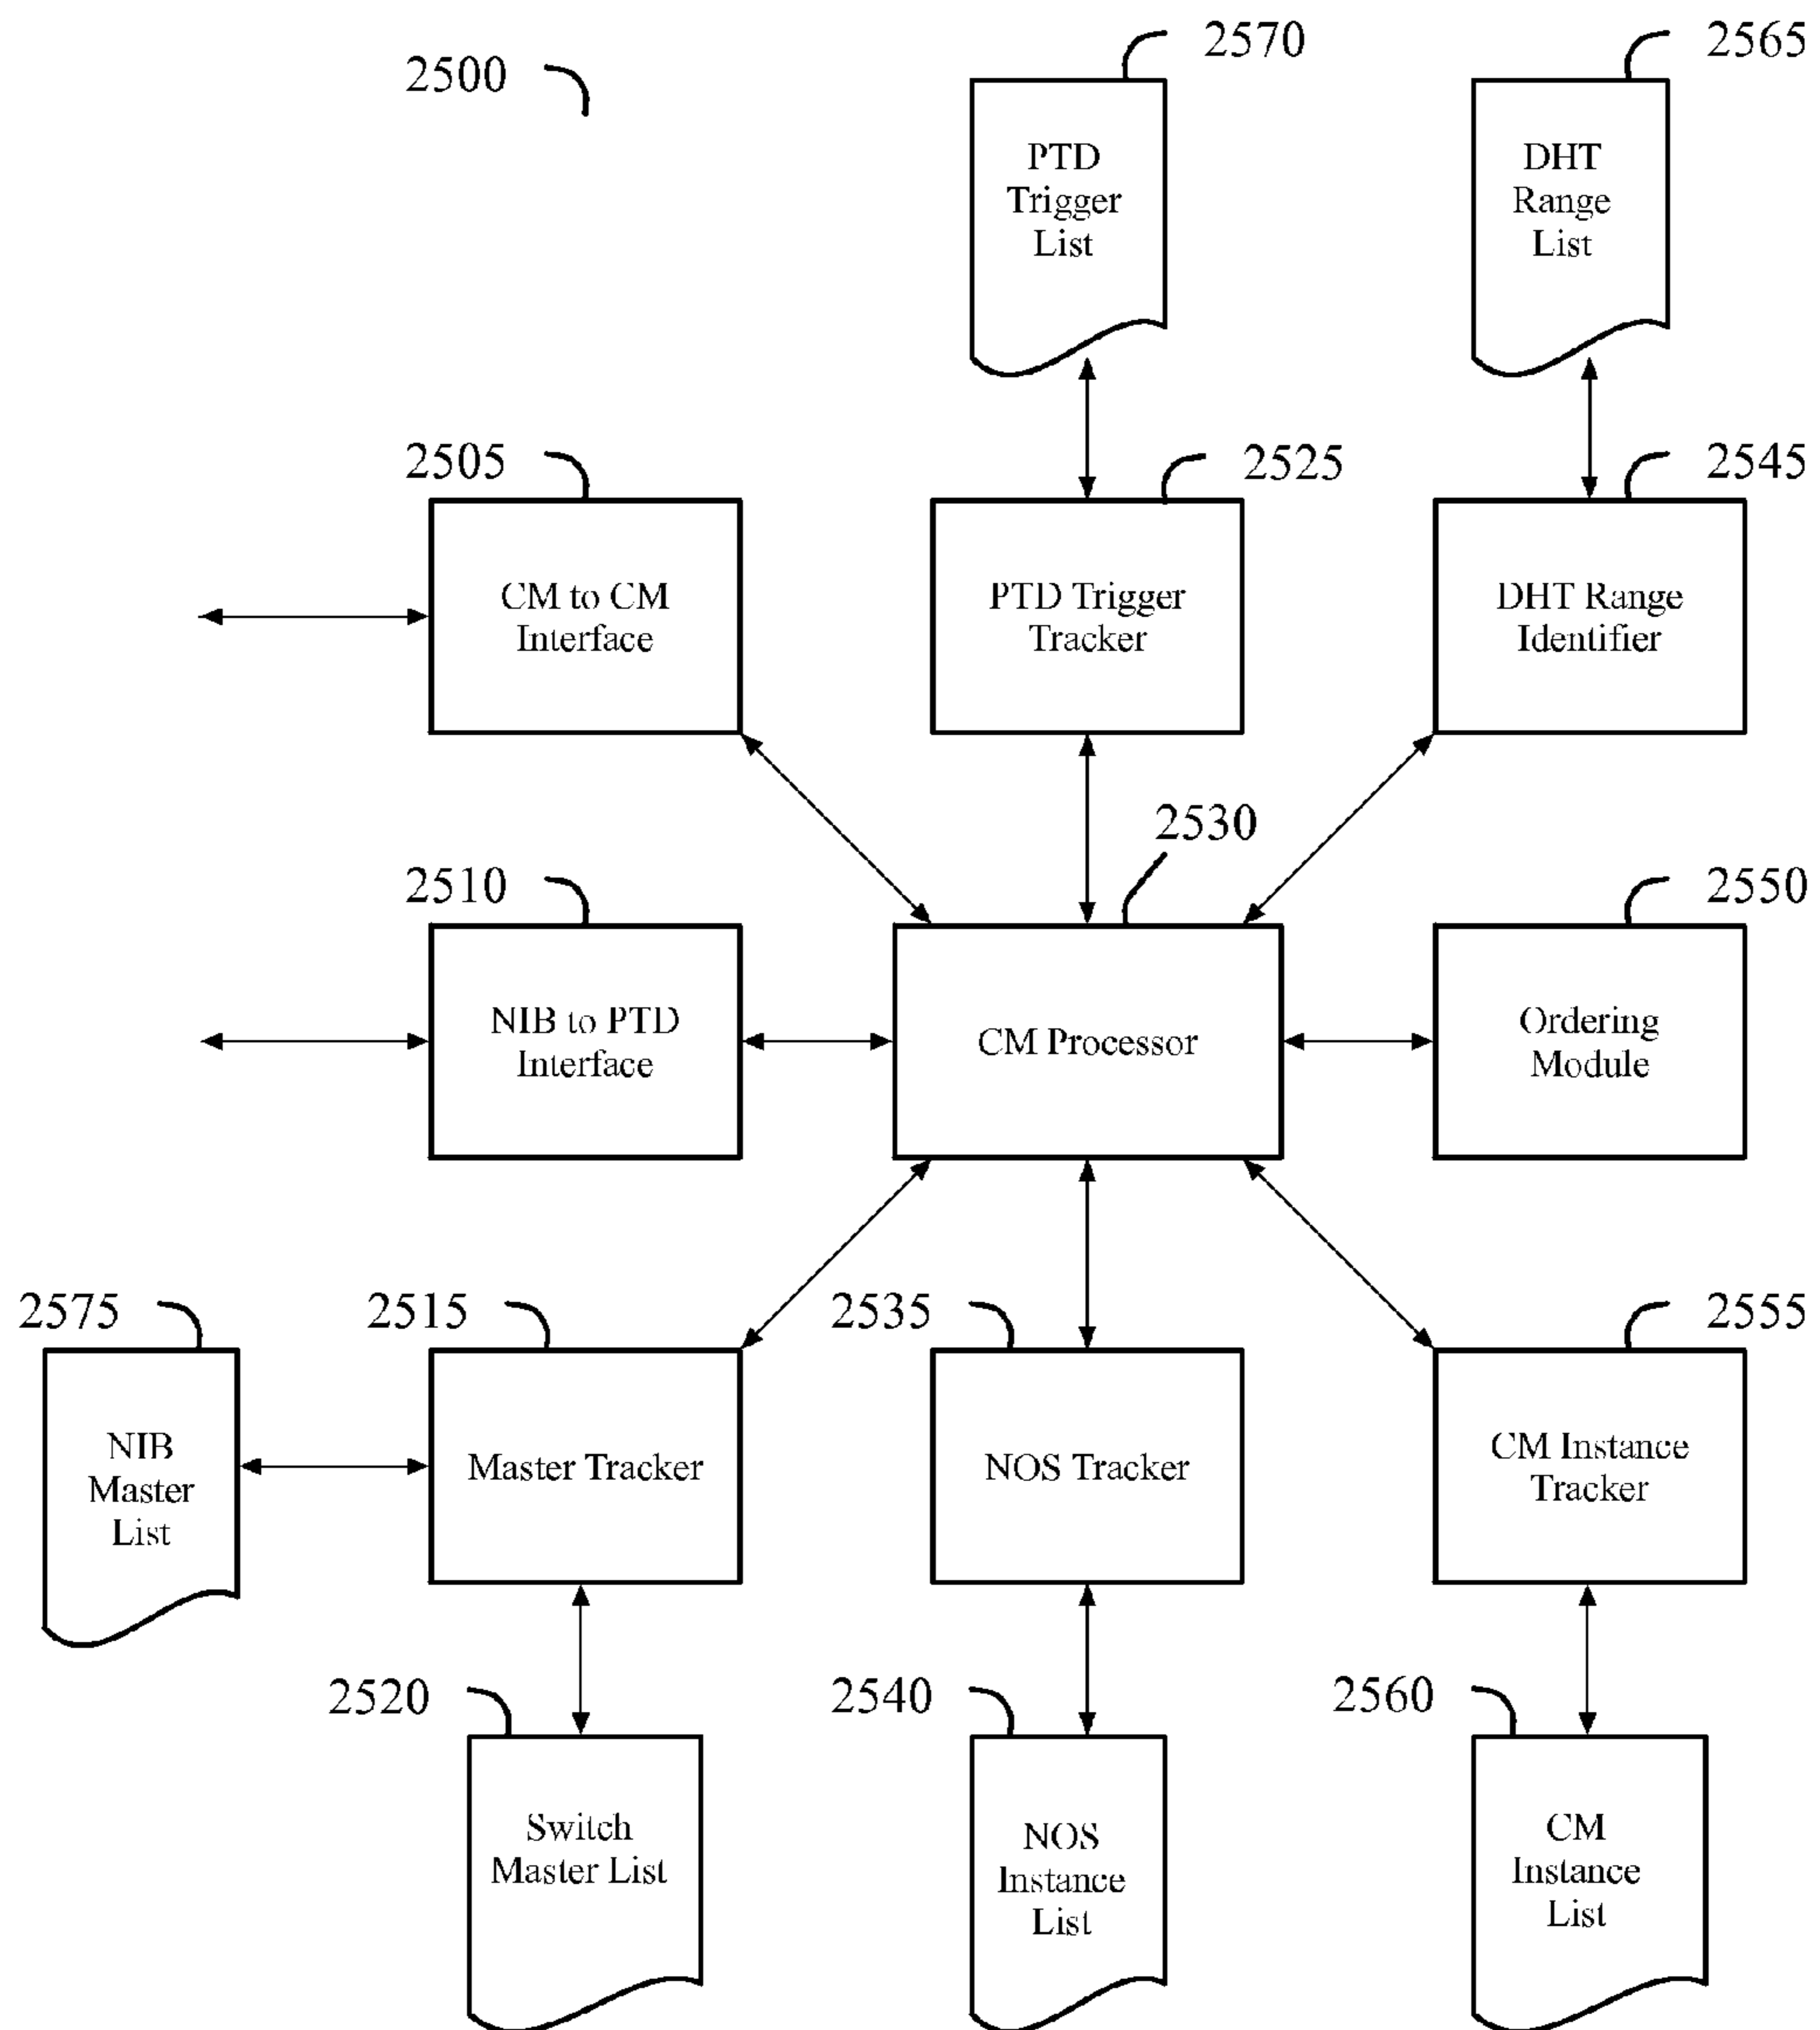 2570
2565
2500
PTD
Trigger
List
DHT
Range
List
2505
2525
2545
CM to CM
Interface
PTD Trigger
Tracker
DHT Range
Identifier
2530
2510
2550
NIB to PTD
Interface
CM Processor
Ordering
Module
2575
2515
2535
2555
NIB
Master
List
Master Tracker
NOS Tracker
CM Instance
Tracker
2520
2540
2560
Switch
Master List
NOS
Instance
List
CM
Instance
List